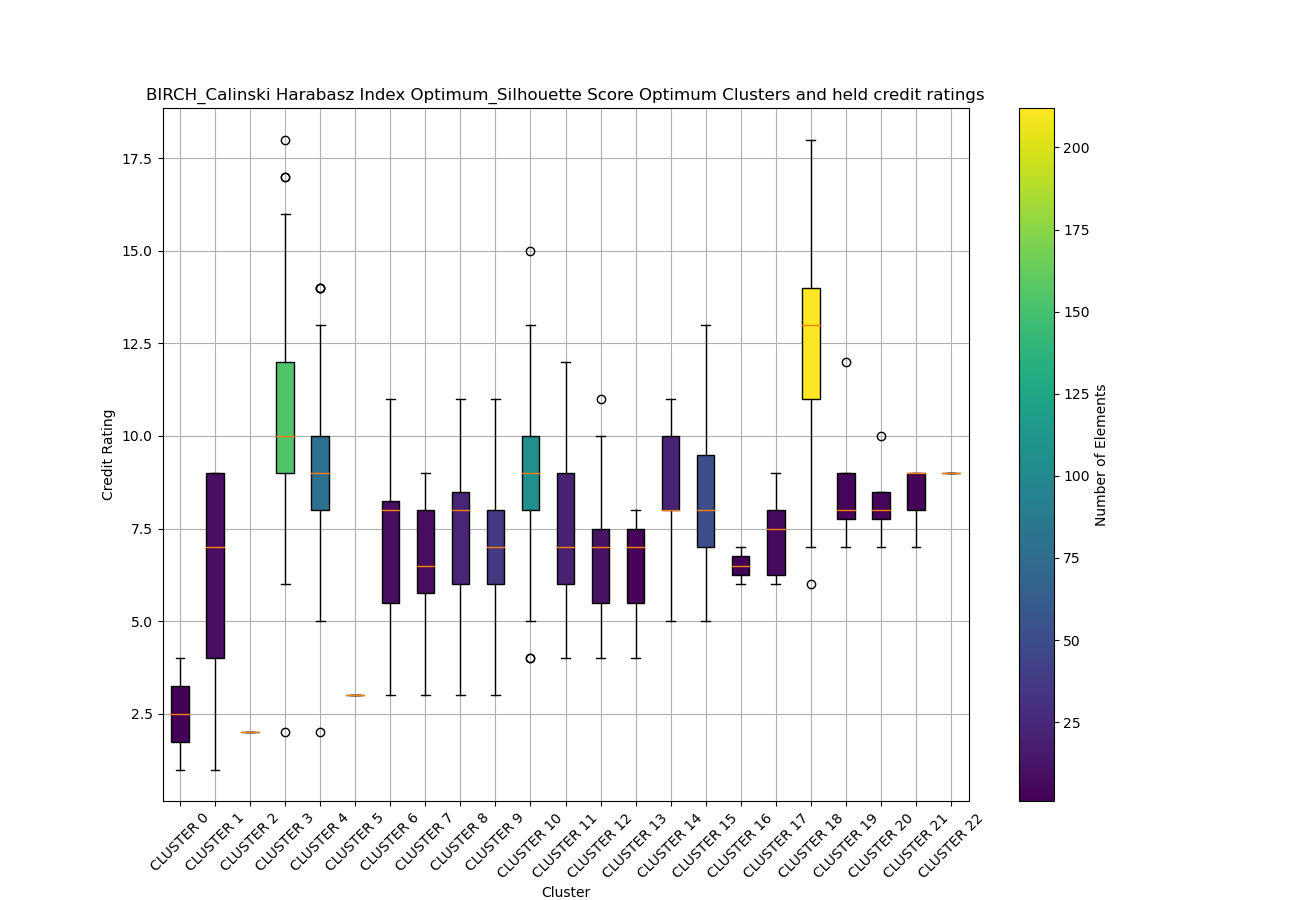 BIRCH_Calinski Harabasz Index Optimum_Silhouette Score Optimum Clusters and held credit ratings
17.5
15.0
12.5
10.0
7.5
5.0
2.5
Credit Rating
CLUSTER 0
CLUSTER 1
CLUSTER 2
CLUSTER 3
CLUSTER 4
CLUSTER 5
CLUSTER 6
CLUSTER 7
CLUSTER 8
CLUSTER 9
CLUSTER 10
CLUSTER 11
CLUSTER 12
CLUSTER 13
CLUSTER 14
CLUSTER 15
CLUSTER 16
CLUSTER 17
CLUSTER 18
CLUSTER 19
CLUSTER 20
CLUSTER 21
CLUSTER 22
Cluster
200
175
150
125
100
75
50
25
Number of Elements